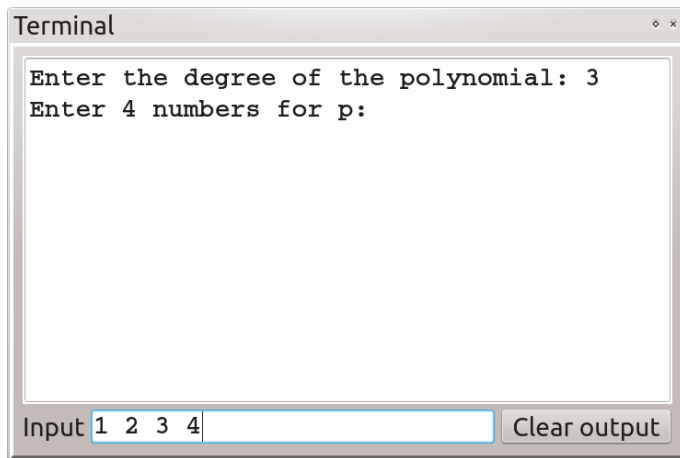 Terminal
Enter the degree of the polynomial: 3
Enter 4 numbers for p:
Input 1 2 3 4 Clear output